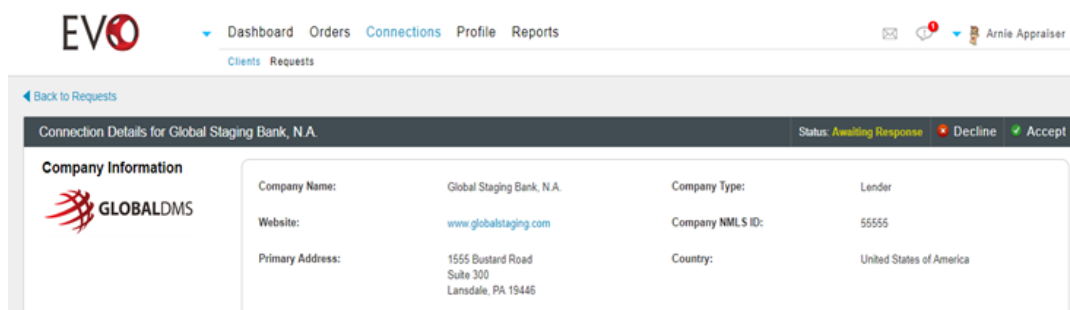 EVO
Dashboard Orders Connections Profile Reports
1
Arnie Appraiser
Clients Requests
Back to Requests
Connection Details for Global Staging Bank, N.A.
Status: Awaiting Response Decline Accept
Company Information
GLOBALDMS
Company Name: Global Staging Bank, N.A. Company Type: Lender
Website: www.globalstaging.com Company NMLS ID: 55555
Primary Address: 1555 Bustard Road Country: United States of America
Suite 300
Lansdale, PA 19446